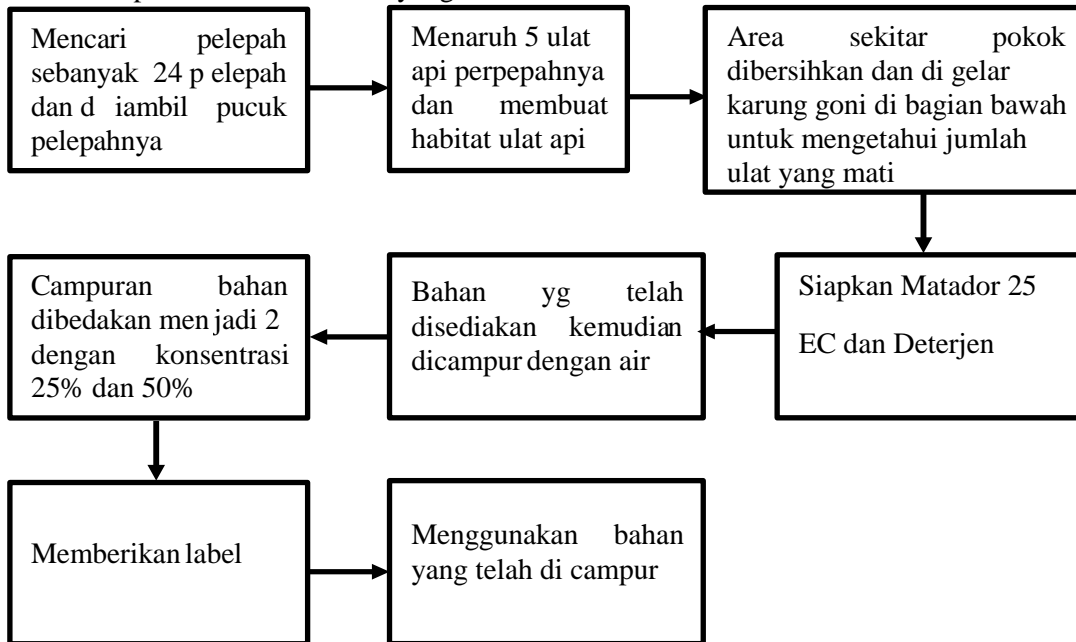 Mencari pelepah
sebanyak 24 p elepah
dan d iambil pucuk
pelepahnya
Menaruh 5 ulat
api perpepahnya
dan membuat
habitat ulat api
Area sekitar pokok
dibersihkan dan di gelar
karung goni di bagian bawah
untuk mengetahui jumlah
ulat yang mati
Siapkan Matador 25
EC dan Deterjen
Bahan yg telah
disediakan kemudian
dicampur dengan air
Campuran bahan
dibedakan men jadi 2
dengan konsentrasi
25% dan 50%
Memberikan label
Menggunakan bahan
yang telah di campur